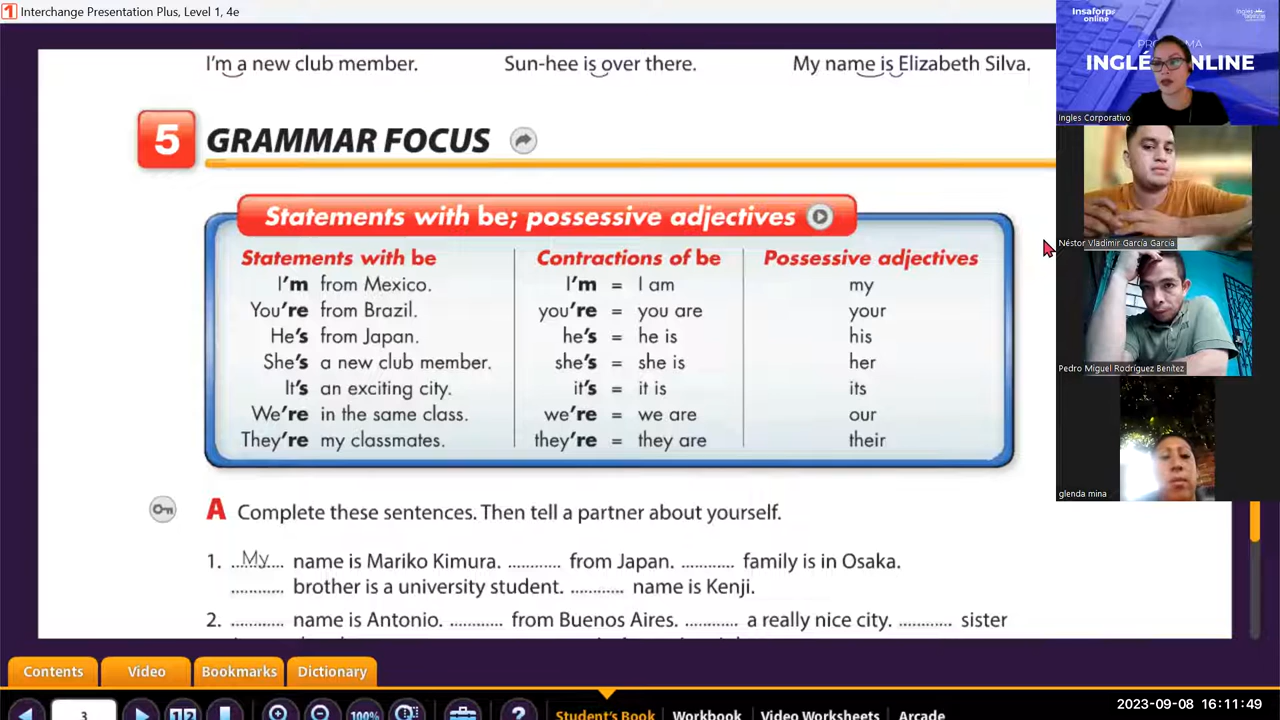 Interchange Presentation Plus, Level 1, 4e
I'm a new club member. Sun-hee is over there. My name is Elizabeth Silva.
5 GRAMMAR FOCUS
Statements with be; possessive adjectives
Statements with be Contractions of be Possessive adjectives
I'm from Mexico. I'm = I am my
You're from Brazil. you're = you are your
He's from Japan. he's = he is his
She's a new club member. she's = she is her
It's an exciting city. it's = it is its
We're in the same class. we're = we are our
They're my classmates. they're = they are their
A Complete these sentences. Then tell a partner about yourself.
1. My name is Mariko Kimura. ............ from Japan. ............ family is in Osaka.
............ brother is a university student. ............ name is Kenji.
2. ............ name is Antonio. ............ from Buenos Aires. ............ a really nice city. ............ sister
Contents Video Bookmarks Dictionary
3 1 2 100% ? Student's Book Workbook Video Worksheets Arcade
Insaforp
online
INGLÉS ONLINE
Ingles Corporativo
Néstor Vladimir García García
Pedro Miguel Rodríguez Benítez
glenda mina
2023-09-08 16:11:49